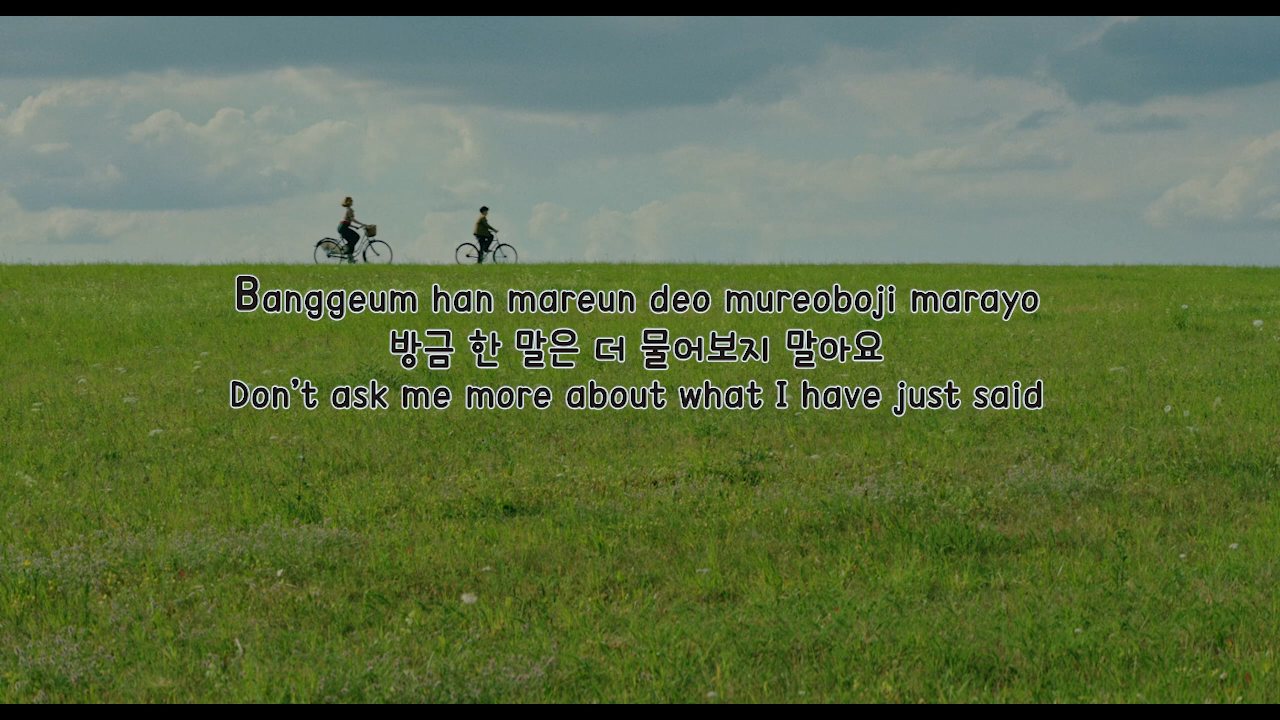 Banggeum han mareun deo mureoboji marayo
방금 한 말은 더 물어보지 말아요
Don't ask me more about what I have just said